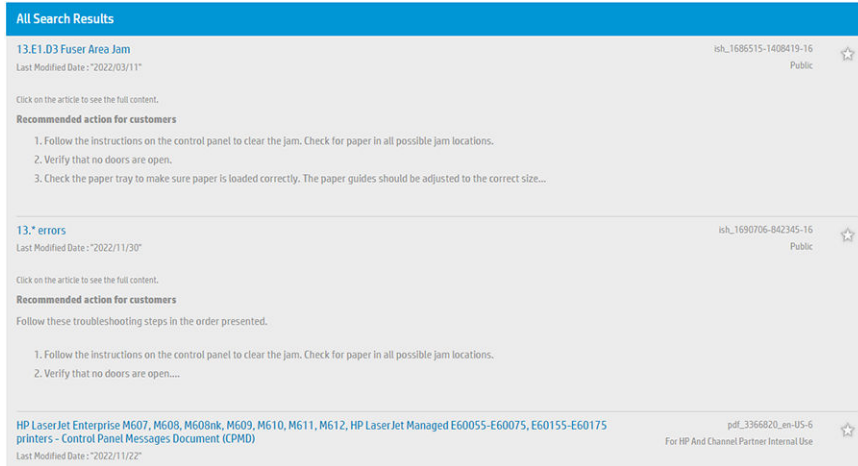 All Search Results
13.E1.D3 Fuser Area Jam
ish_1686515-1408419-16
Last Modified Date : "2022/03/11"
Public
Click on the article to see the full content.
Recommended action for customers
1. Follow the instructions on the control panel to clear the jam. Check for paper in all possible jam locations.
2. Verify that no doors are open.
3. Check the paper tray to make sure paper is loaded correctly. The paper guides should be adjusted to the correct size...
13.* errors
ish_1690706-842345-16
Last Modified Date : "2022/11/30"
Public
Click on the article to see the full content.
Recommended action for customers
Follow these troubleshooting steps in the order presented.
1. Follow the instructions on the control panel to clear the jam. Check for paper in all possible jam locations.
2. Verify that no doors are open....
HP LaserJet Enterprise M607, M608, M608nk, M609, M610, M611, M612, HP LaserJet Managed E60055-E60075, E60155-E60175
printers - Control Panel Messages Document (CPMD)
pdf_3366820_en-US-6
For HP And Channel Partner Internal Use
Last Modified Date : "2022/11/22"